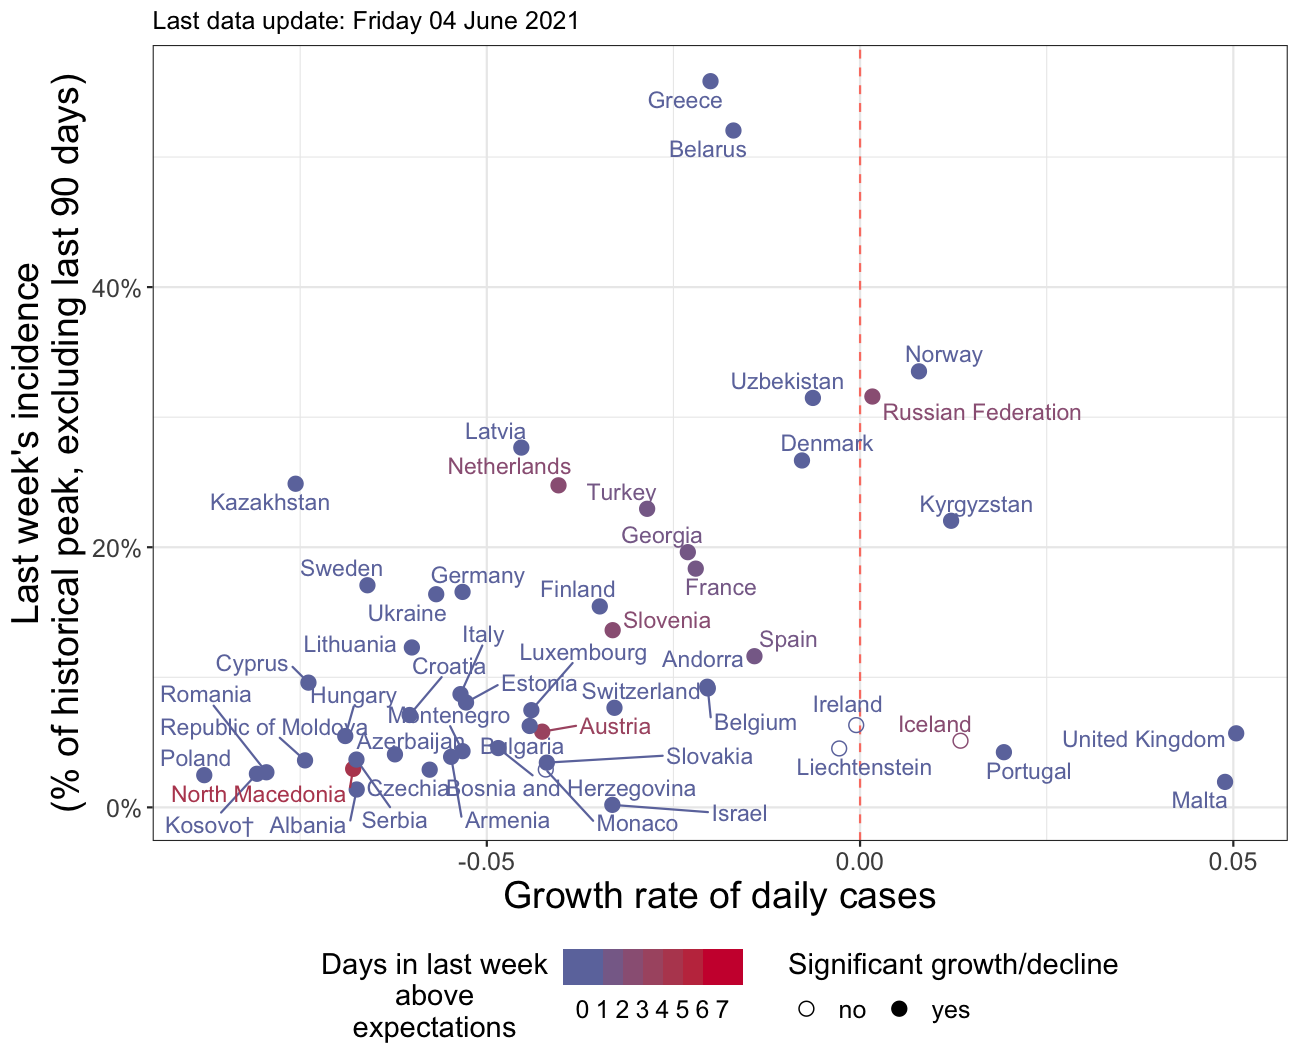 Last data update: Friday 04 June 2021
Last week's incidence
(% of historical peak, excluding last 90 days)
40%
20%
0%
Greece
Belarus
Norway
Uzbekistan
Russian Federation
Latvia
Denmark
Netherlands
Turkey
Kazakhstan
Kyrgyzstan
Georgia
Sweden
Germany
France
Finland
Ukraine
Slovenia
Italy
Spain
Lithuania
Luxembourg
Cyprus
Croatia
Andorra
Romania
Hungary
Estonia
Switzerland
Ireland
Montenegro
Belgium
Republic of Moldova
Austria
Iceland
Azerbaijan
Bulgaria
United Kingdom
Poland
Slovakia
Liechtenstein
Portugal
North Macedonia
Czechia
Bosnia and Herzegovina
Malta
Kosovo†
Albania
Serbia
Armenia
Monaco
Israel
-0.05
0.00
0.05
Growth rate of daily cases
Days in last week
above
expectations
0 1 2 3 4 5 6 7
Significant growth/decline
no
yes